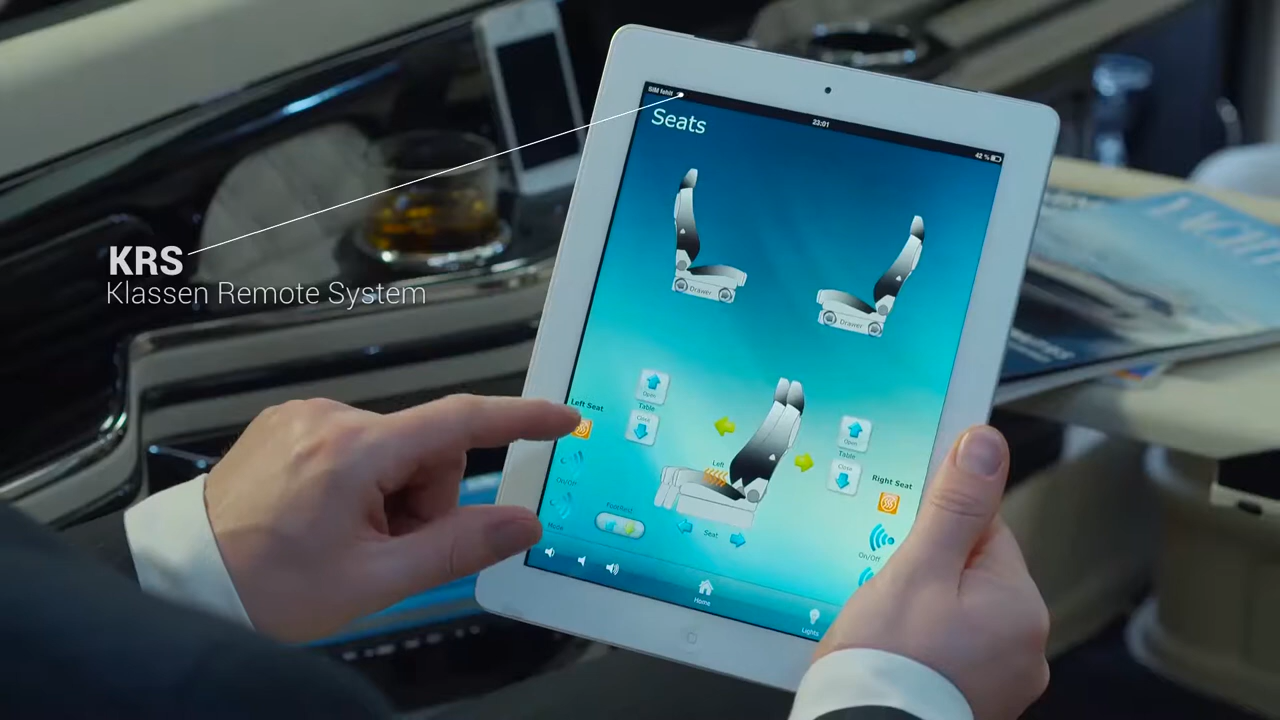 KRS
Klassen Remote System
SIM fehlt
23:01
42 %
Seats
Drawer
Drawer
Open
Table
Close
Left Seat
On/Off
Mode
Left
Open
Table
Close
Right Seat
On/Off
FootRest
Seat
Home
Lights